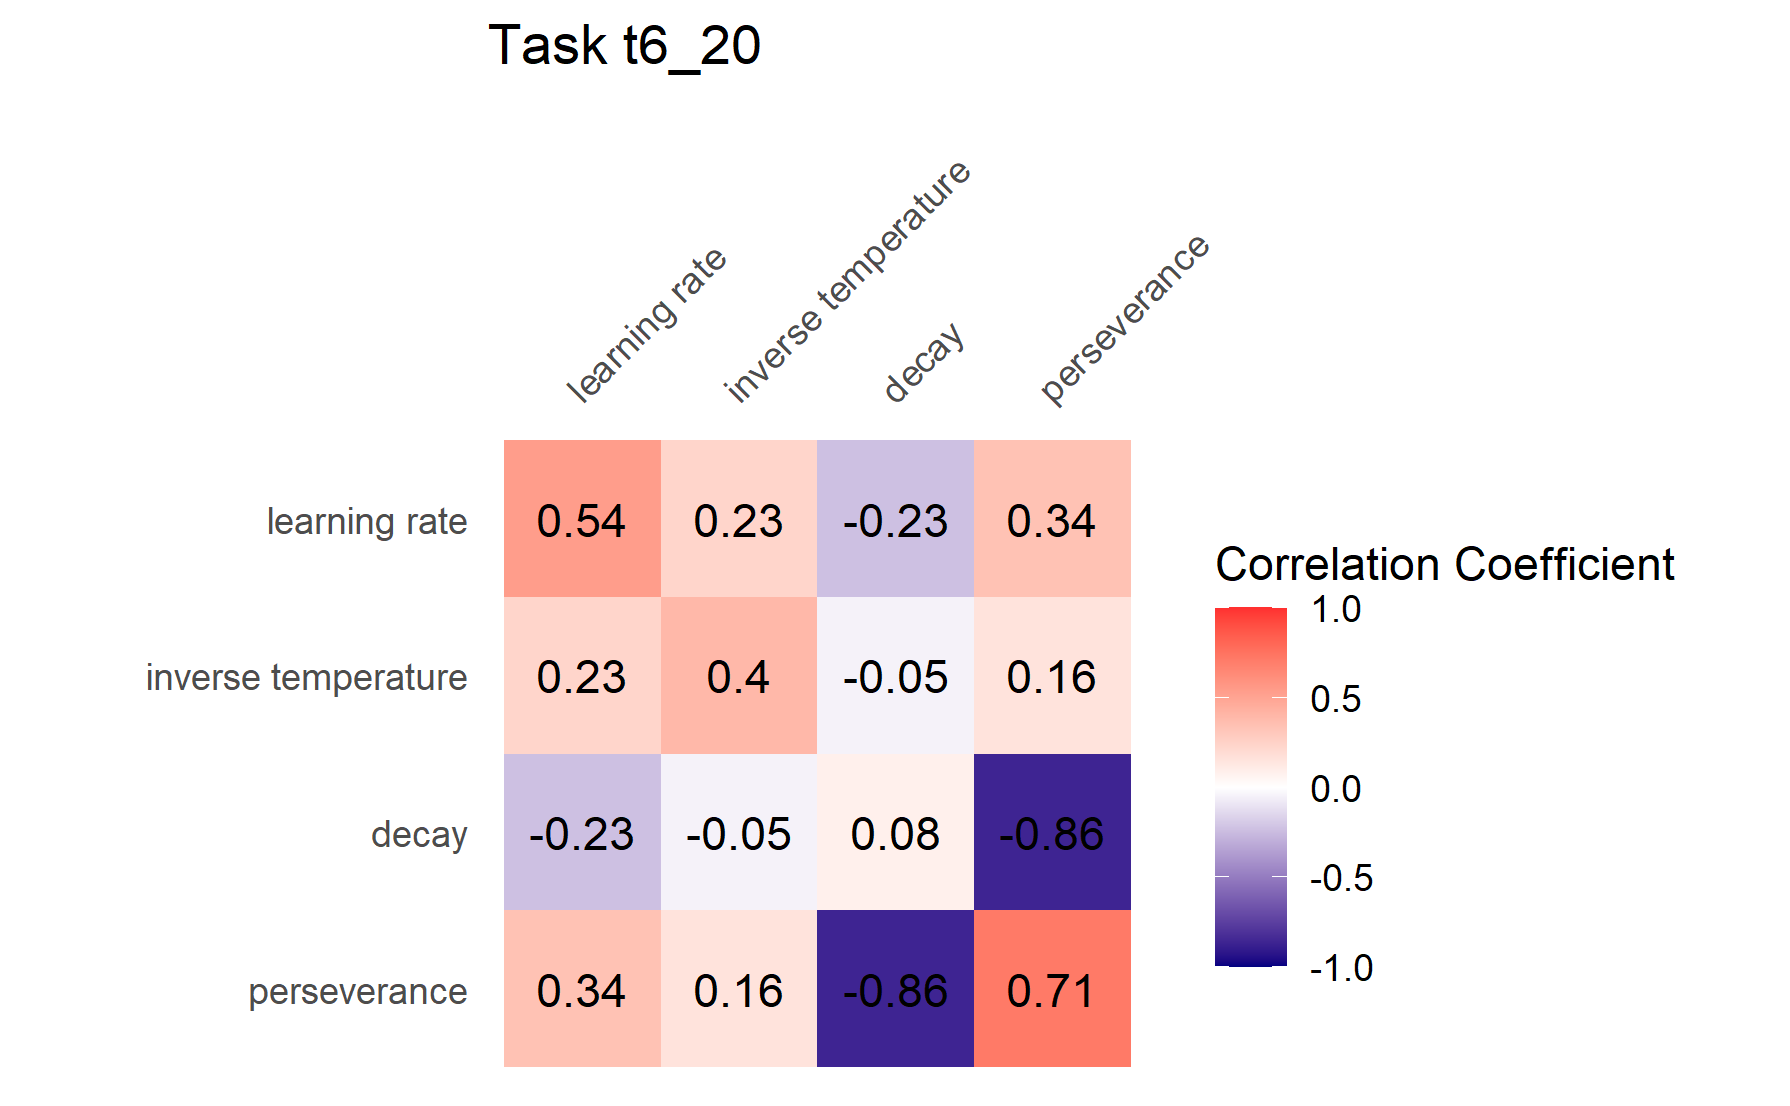 Task t6_20
learning rate
inverse temperature
decay
perseverance
learning rate 0.54 0.23 -0.23 0.34
inverse temperature 0.23 0.4 -0.05 0.16
decay -0.23 -0.05 0.08 -0.86
perseverance 0.34 0.16 -0.86 0.71
Correlation Coefficient
1.0
0.5
0.0
-0.5
-1.0